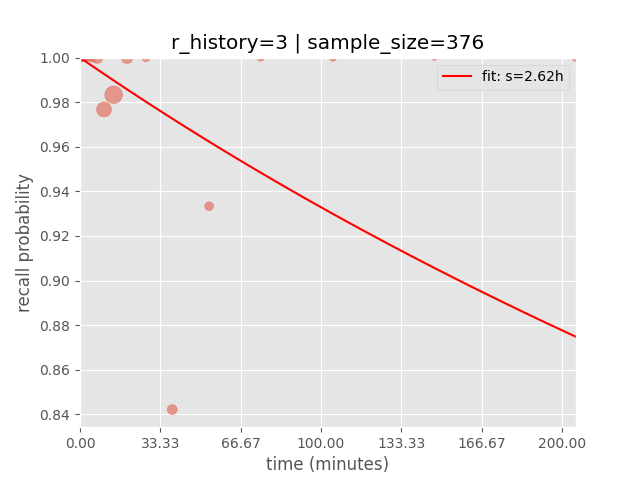 r_history=3 | sample_size=376
fit: s=2.62h
recall probability
1.00
0.98
0.96
0.94
0.92
0.90
0.88
0.86
0.84
0.00 33.33 66.67 100.00 133.33 166.67 200.00
time (minutes)